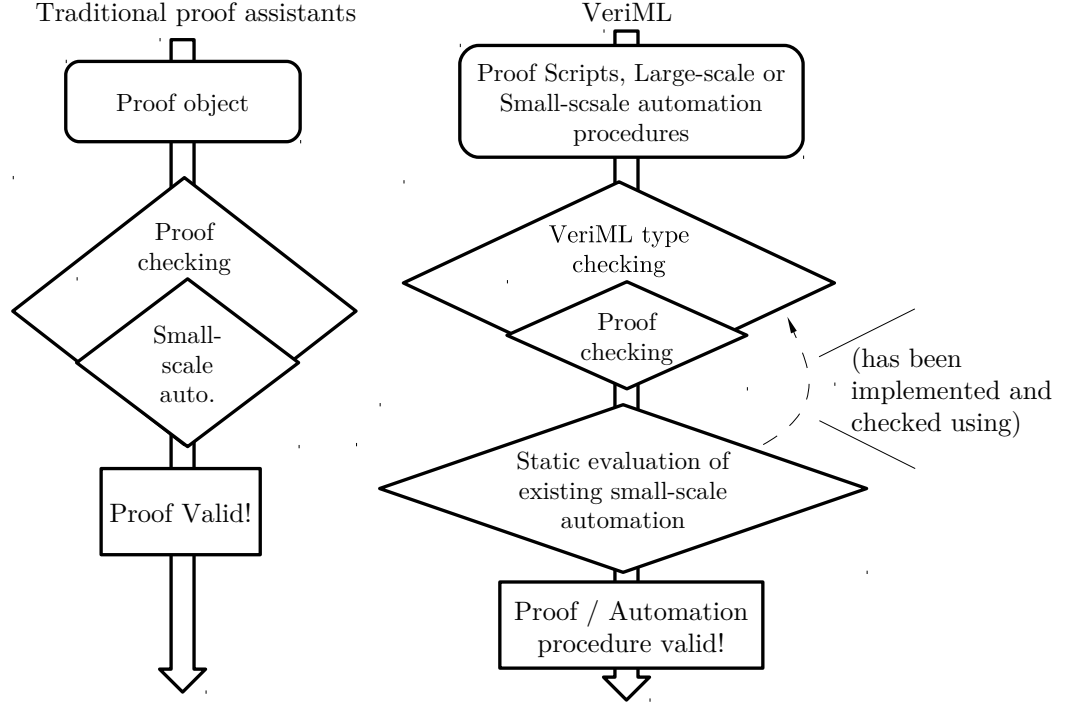 Traditional proof assistants
Proof object
Proof
checking
Small-
scale
auto.
Proof Valid!
VeriML
Proof Scripts, Large-scale or
Small-scsale automation
procedures
VeriML type
checking
Proof
checking
(has been
implemented and
checked using)
Static evaluation of
existing small-scale
automation
Proof / Automation
procedure valid!